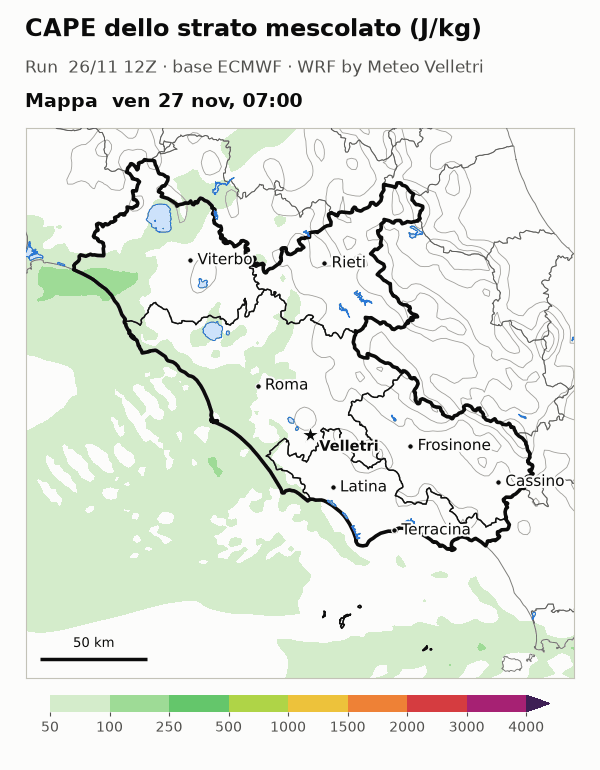 CAPE dello strato mescolato (J/kg)
Run  26/11 12Z · base ECMWF · WRF by Meteo Velletri
Mappa  ven 27 nov, 07:00
Viterbo
Rieti
Roma
Velletri
Frosinone
Cassino
Latina
Terracina
50 km
50 100 250 500 1000 1500 2000 3000 4000